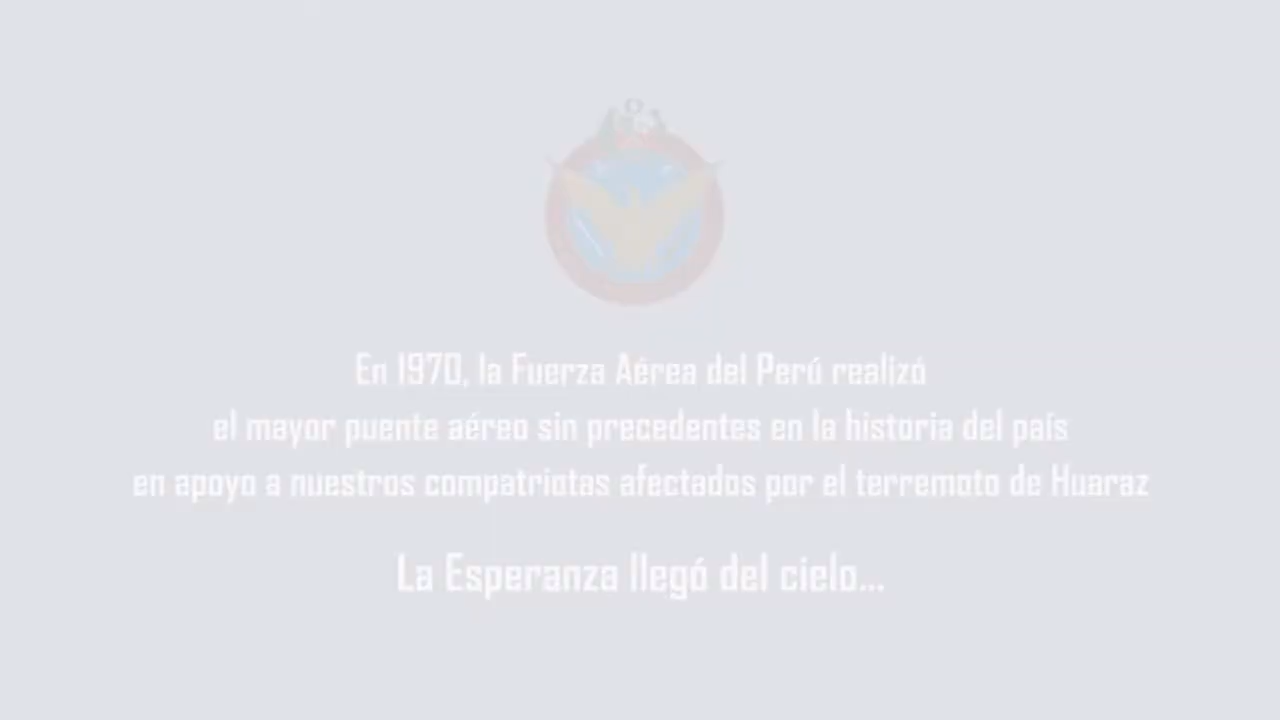 En 1970, la Fuerza Aérea del Perú realizó
el mayor puente aéreo sin precedentes en la historia del país
en apoyo a nuestros compatriotas afectados por el terremoto de Huaraz
La Esperanza llegó del cielo...